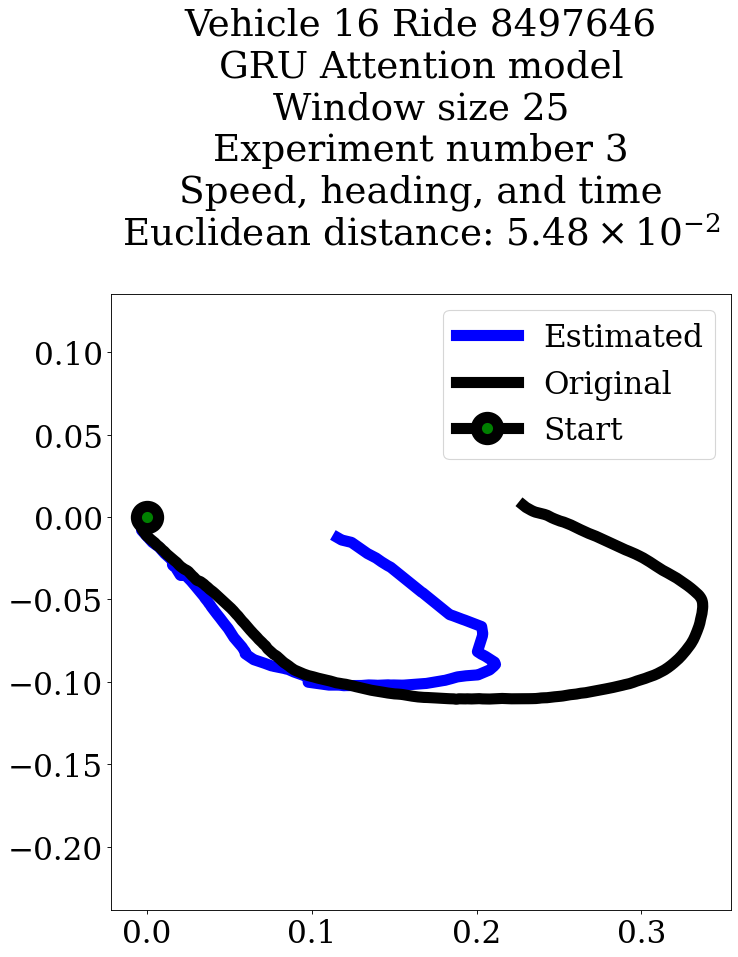 Vehicle 16 Ride 8497646
GRU Attention model
Window size 25
Experiment number 3
Speed, heading, and time
Euclidean distance: 5.48 × 10⁻²
Estimated
Original
Start
0.10
0.05
0.00
−0.05
−0.10
−0.15
−0.20
0.0 0.1 0.2 0.3